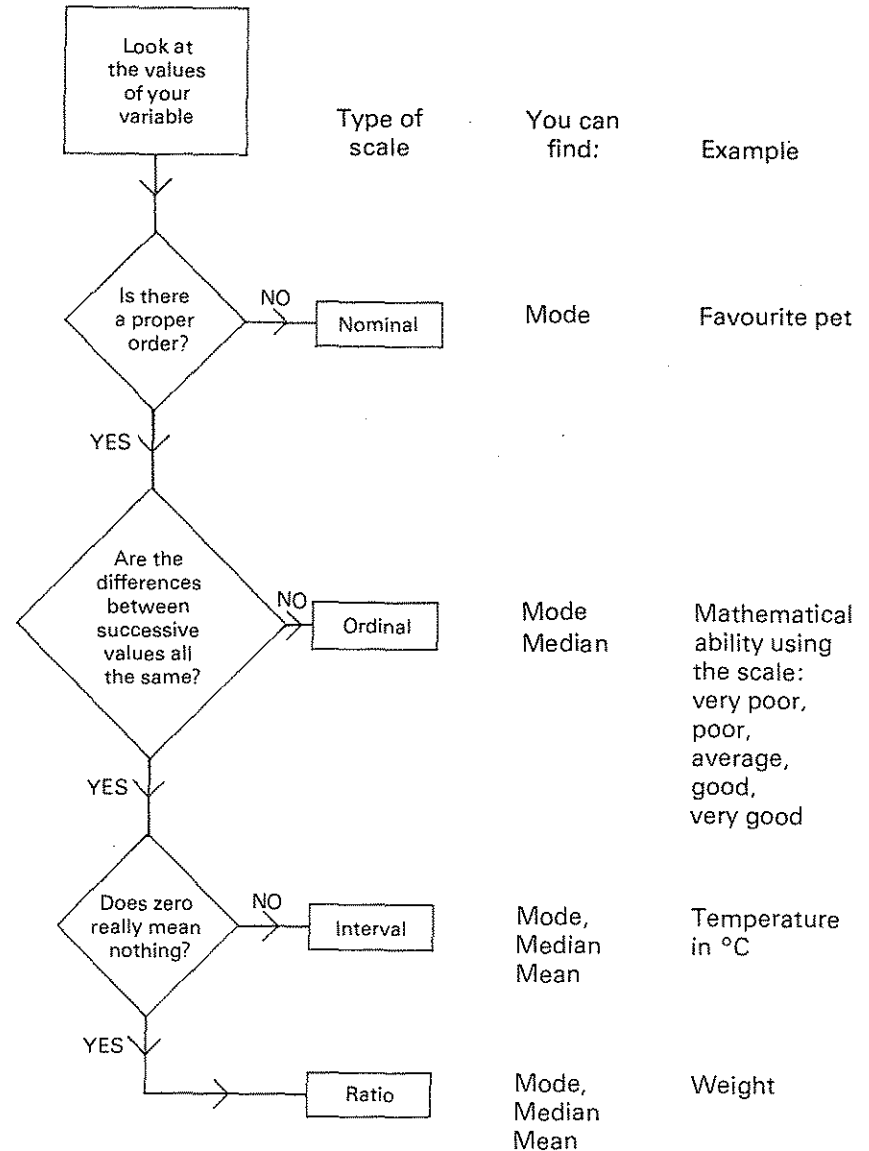 Look at
the values
of your
variable
Type of
scale
You can
find:
Example
Is there
a proper
order?
NO
Nominal
Mode
Favourite pet
YES
Are the
differences
between
successive
values all
the same?
NO
Ordinal
Mode
Median
Mathematical
ability using
the scale:
very poor,
poor,
average,
good,
very good
YES
Does zero
really mean
nothing?
NO
Interval
Mode,
Median
Mean
Temperature
in °C
YES
Ratio
Mode,
Median
Mean
Weight